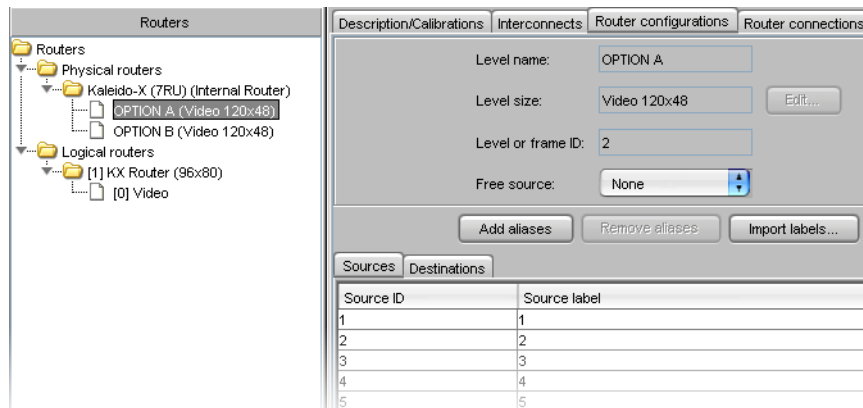 Routers
Routers
Physical routers
Kaleido-X (7RU) (Internal Router)
OPTION A (Video 120x48)
OPTION B (Video 120x48)
Logical routers
[1] KX Router (96x80)
[0] Video
Description/Calibrations Interconnects Router configurations Router connections
Level name: OPTION A
Level size: Video 120x48 Edit...
Level or frame ID: 2
Free source: None
Add aliases Remove aliases Import labels...
Sources Destinations
Source ID Source label
1 1
2 2
3 3
4 4
5 5